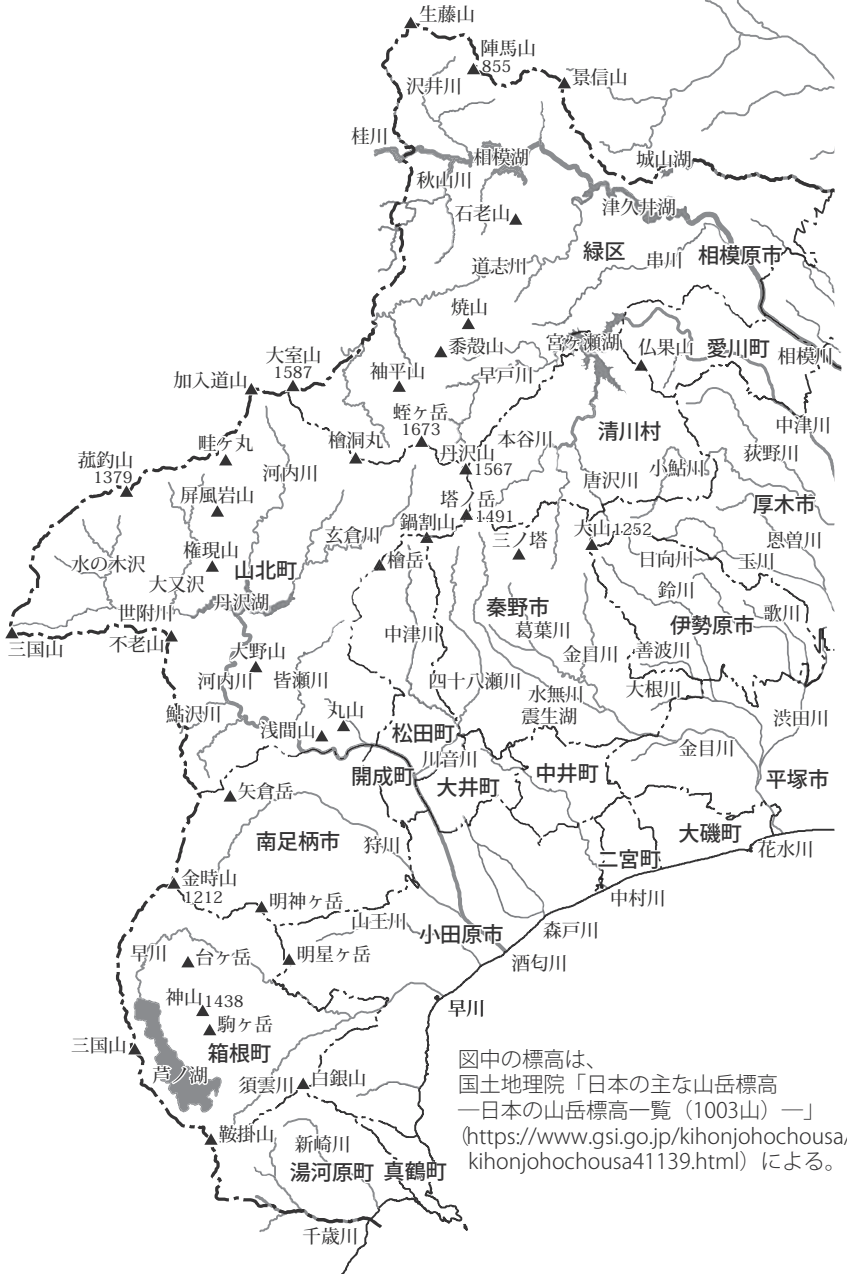 生藤山
陣馬山
855
景信山
沢井川
桂川
相模湖
城山湖
秋山川
津久井湖
石老山
緑区
串川
相模原市
道志川
焼山
黍殻山
宮ヶ瀬湖
仏果山
愛川町
相模川
大室山
1587
加入道山
袖平山
早戸川
蛭ヶ岳
1673
中津川
畦ヶ丸
檜洞丸
本谷川
清川村
丹沢山
1567
荻野川
菰釣山
1379
河内川
唐沢川
小鮎川
屏風岩山
塔ノ岳
1491
厚木市
玄倉川
鍋割山
三ノ塔
大山1252
恩曽川
水の木沢
権現山
檜岳
日向川
玉川
大又沢
山北町
鈴川
世附川
丹沢湖
秦野市
歌川
三国山
不老山
中津川
葛葉川
伊勢原市
大野山
金目川
善波川
河内川
皆瀬川
四十八瀬川
大根川
水無川
鮎沢川
丸山
震生湖
渋田川
浅間山
松田町
川音川
金目川
開成町
大井町
中井町
平塚市
矢倉岳
大磯町
南足柄市
狩川
花水川
二宮町
金時山
1212
中村川
明神ヶ岳
山王川
小田原市
森戸川
早川
台ヶ岳
明星ヶ岳
酒匂川
神山1438
早川
駒ヶ岳
三国山
箱根町
芦ノ湖
須雲川
白銀山
鞍掛山
新崎川
湯河原町
真鶴町
千歳川
図中の標高は、
国土地理院「日本の主な山岳標高
―日本の山岳標高一覧（1003山）―」
（https://www.gsi.go.jp/kihonjohochousa/
kihonjohochousa41139.html）による。